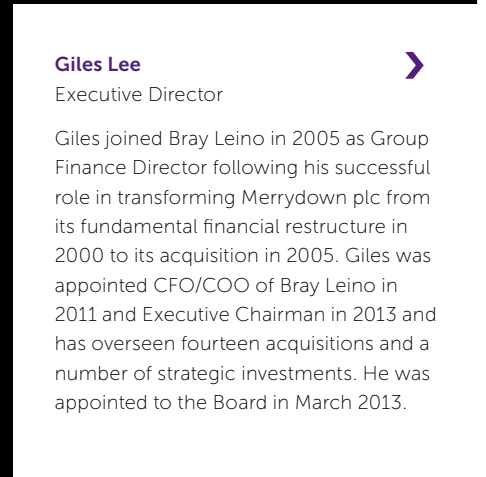 Giles Lee
Executive Director
Giles joined Bray Leino in 2005 as Group
Finance Director following his successful
role in transforming Merrydown plc from
its fundamental financial restructure in
2000 to its acquisition in 2005. Giles was
appointed CFO/COO of Bray Leino in
2011 and Executive Chairman in 2013 and
has overseen fourteen acquisitions and a
number of strategic investments. He was
appointed to the Board in March 2013.